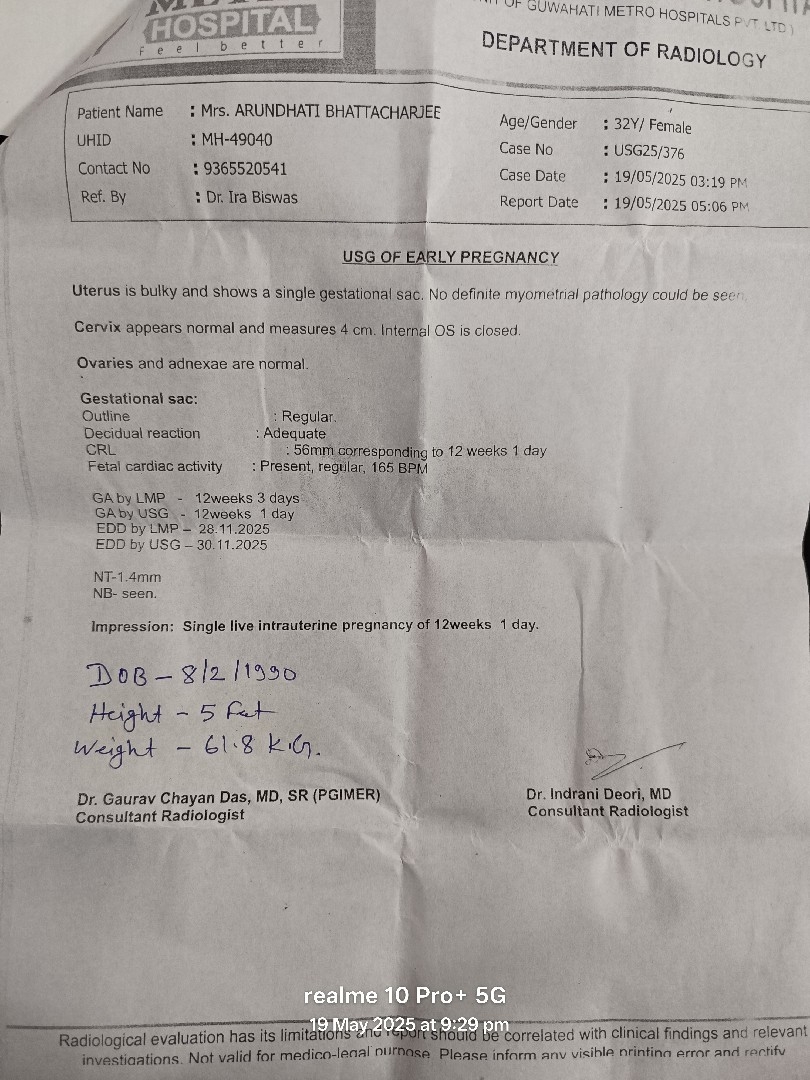 HOSPITAL
Feel better
OF GUWAHATI METRO HOSPITALS PVT LTD)
DEPARTMENT OF RADIOLOGY
Patient Name : Mrs. ARUNDHATI BHATTACHARJEE
Age/Gender : 32Y/ Female
UHID : MH-49040
Case No : USG25/376
Contact No : 9365520541
Case Date : 19/05/2025 03:19 PM
Ref. By : Dr. Ira Biswas
Report Date : 19/05/2025 05:06 PM
USG OF EARLY PREGNANCY
Uterus is bulky and shows a single gestational sac. No definite myometrial pathology could be seen.
Cervix appears normal and measures 4 cm. Internal OS is closed.
Ovaries and adnexae are normal.
Gestational sac:
Outline : Regular.
Decidual reaction : Adequate
CRL : 56mm corresponding to 12 weeks 1 day
Fetal cardiac activity : Present, regular, 165 BPM
GA by LMP - 12weeks 3 days
GA by USG - 12weeks 1 day
EDD by LMP – 28.11.2025
EDD by USG – 30.11.2025
NT-1.4mm
NB- seen.
Impression: Single live intrauterine pregnancy of 12weeks 1 day.
DOB - 8/2/1990
Height - 5 Feet
Weight - 61.8 K.G.
Dr. Gaurav Chayan Das, MD, SR (PGIMER)
Consultant Radiologist
Dr. Indrani Deori, MD
Consultant Radiologist
realme 10 Pro+ 5G
19 May 2025 at 9:29 pm
Radiological evaluation has its limitations and report should be correlated with clinical findings and relevant
investigations. Not valid for medico-legal purpose. Please inform any visible printing error and rectify